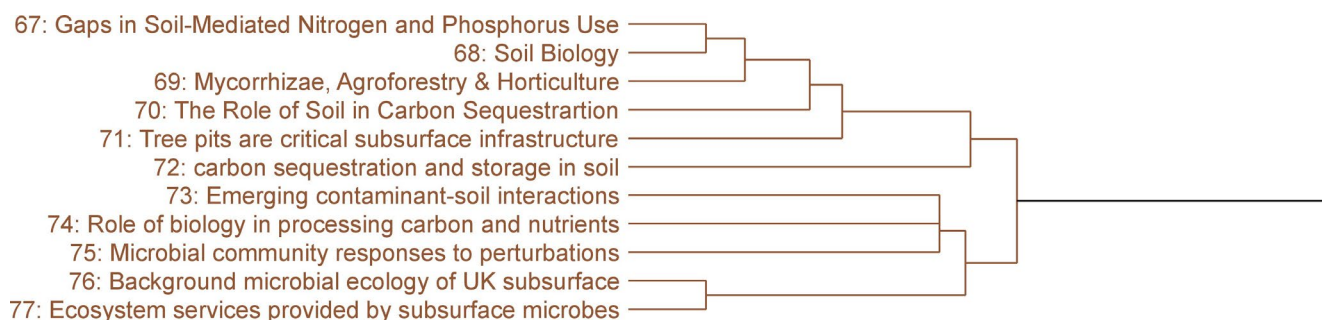 67: Gaps in Soil-Mediated Nitrogen and Phosphorus Use
68: Soil Biology
69: Mycorrhizae, Agroforestry & Horticulture
70: The Role of Soil in Carbon Sequestrartion
71: Tree pits are critical subsurface infrastructure
72: carbon sequestration and storage in soil
73: Emerging contaminant-soil interactions
74: Role of biology in processing carbon and nutrients
75: Microbial community responses to perturbations
76: Background microbial ecology of UK subsurface
77: Ecosystem services provided by subsurface microbes